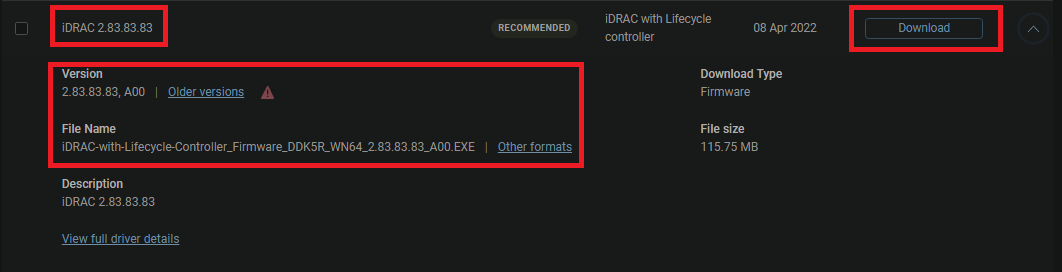 iDRAC 2.83.83.83
RECOMMENDED
iDRAC with Lifecycle
controller
08 Apr 2022
Download
Version
2.83.83.83, A00 | Older versions
Download Type
Firmware
File Name
iDRAC-with-Lifecycle-Controller_Firmware_DDK5R_WN64_2.83.83.83_A00.EXE | Other formats
File size
115.75 MB
Description
iDRAC 2.83.83.83
View full driver details